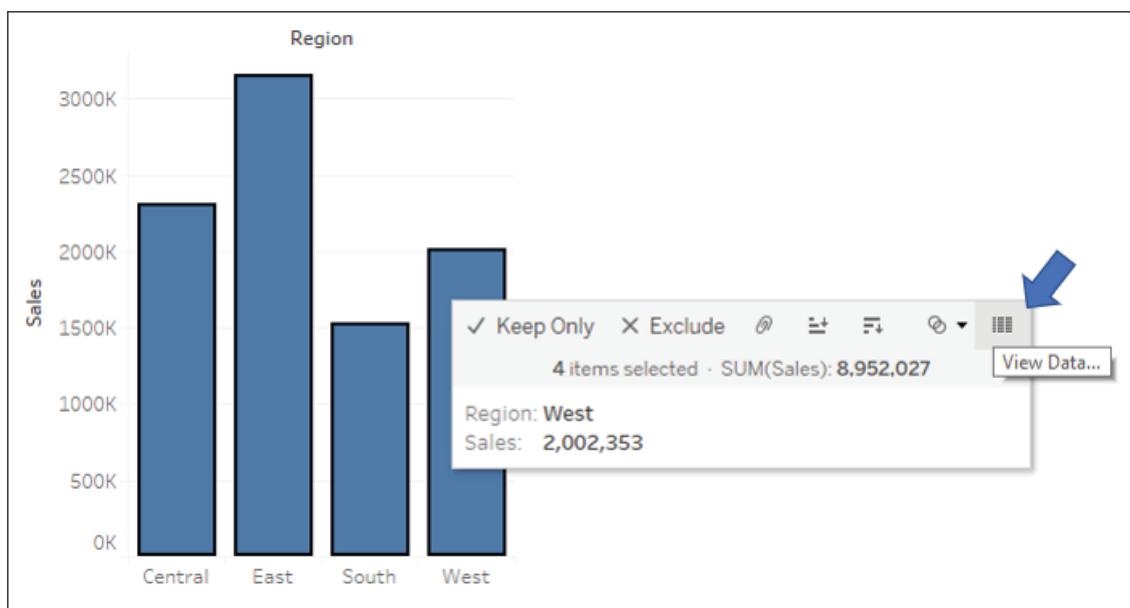 Region
3000K
2500K
2000K
1500K
1000K
500K
0K
Sales
Central East South West
Keep Only Exclude
4 items selected · SUM(Sales): 8,952,027
View Data...
Region: West
Sales: 2,002,353